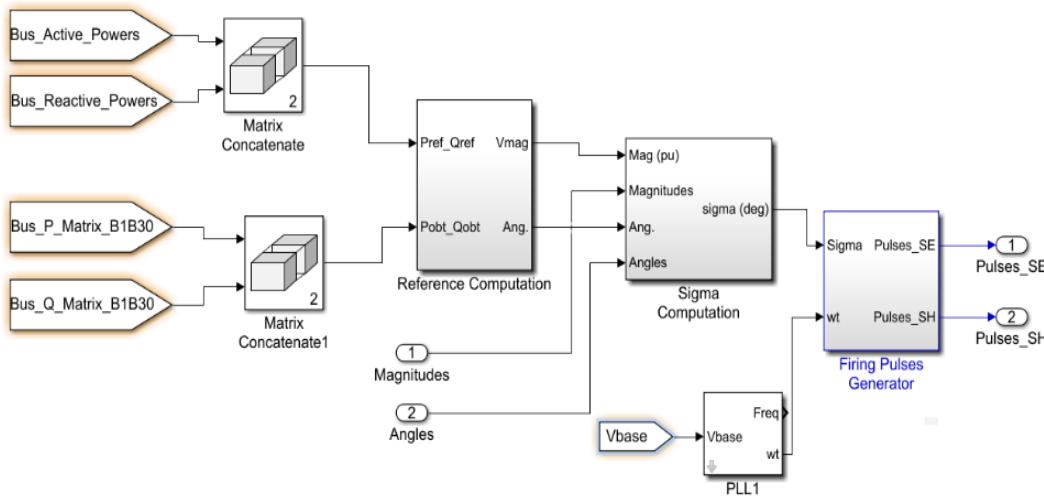 Bus_Active_Powers
Bus_Reactive_Powers
2
Matrix
Concatenate
Bus_P_Matrix_B1B30
Bus_Q_Matrix_B1B30
2
Matrix
Concatenate1
Pref_Qref
Vmag
Pobt_Qobt
Ang.
Reference Computation
Mag (pu)
Magnitudes
sigma (deg)
Ang.
Angles
Sigma
Computation
1
Magnitudes
2
Angles
Sigma
Pulses_SE
wt
Pulses_SH
Firing Pulses
Generator
1
Pulses_SE
2
Pulses_SH
Vbase
Freq
Vbase
wt
PLL1